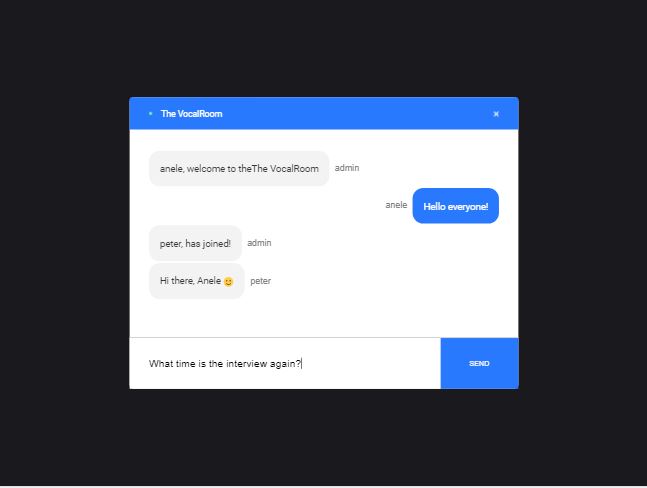 The VocalRoom
anele, welcome to theThe VocalRoom admin
anele Hello everyone!
peter, has joined! admin
Hi there, Anele 🙂 peter
What time is the interview again?
SEND